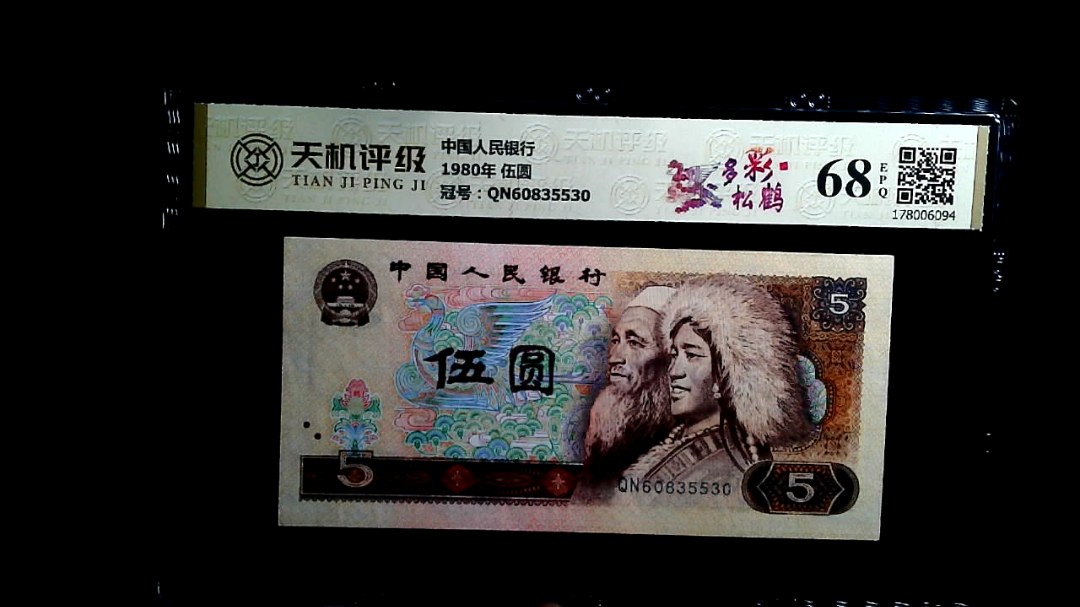 天机评级
TIAN JI PING JI
中国人民银行
1980年 伍圆
冠号：QN60835530
多彩
松鹤
68
EPQ
178006094
中国人民银行
5
伍圆
5
QN60835530
5